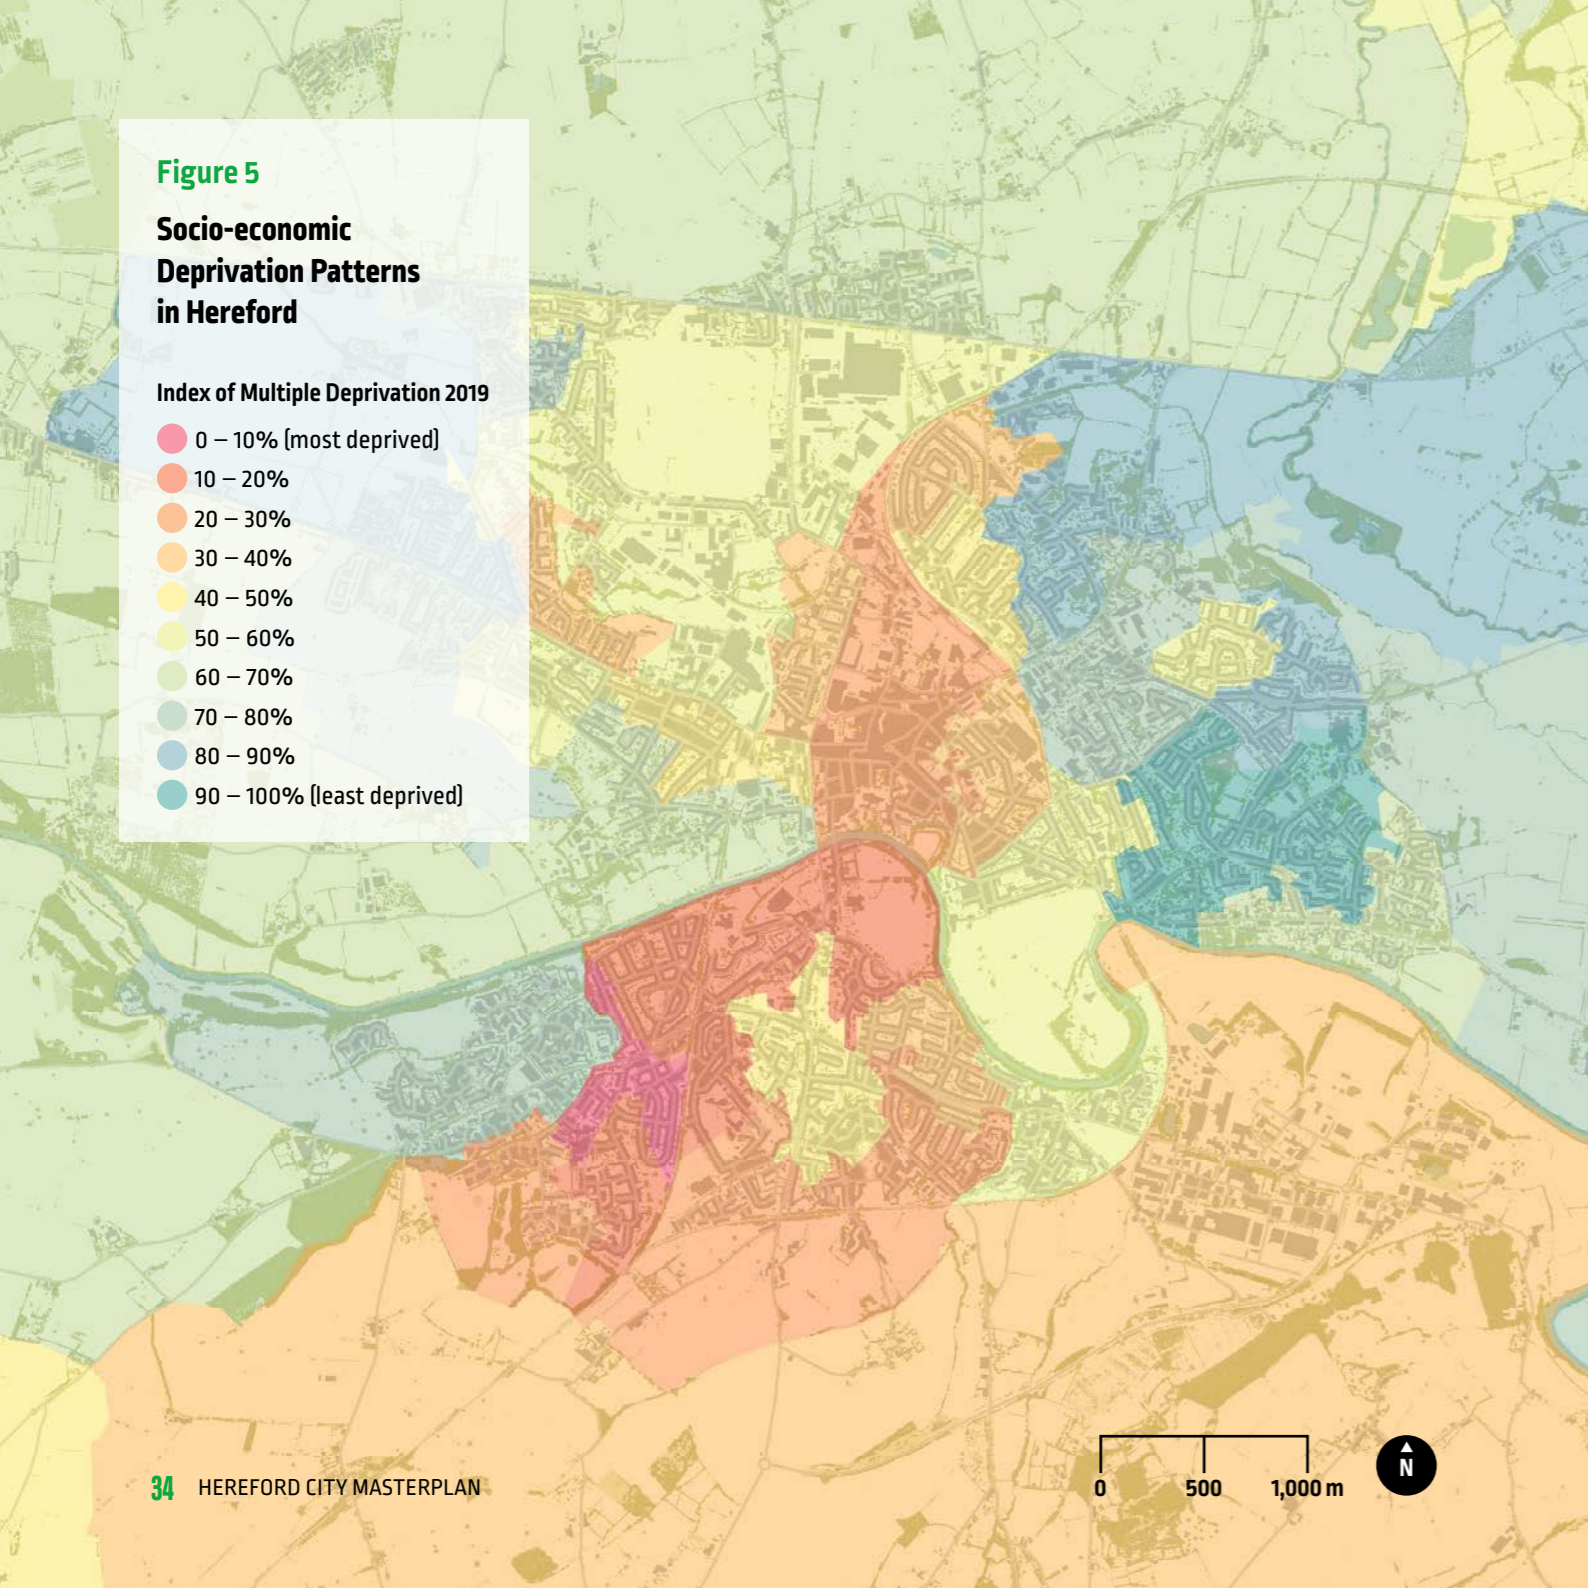 Figure 5
Socio-economic
Deprivation Patterns
in Hereford
Index of Multiple Deprivation 2019
0 – 10% (most deprived)
10 – 20%
20 – 30%
30 – 40%
40 – 50%
50 – 60%
60 – 70%
70 – 80%
80 – 90%
90 – 100% (least deprived)
34 HEREFORD CITY MASTERPLAN
0 500 1,000 m
N